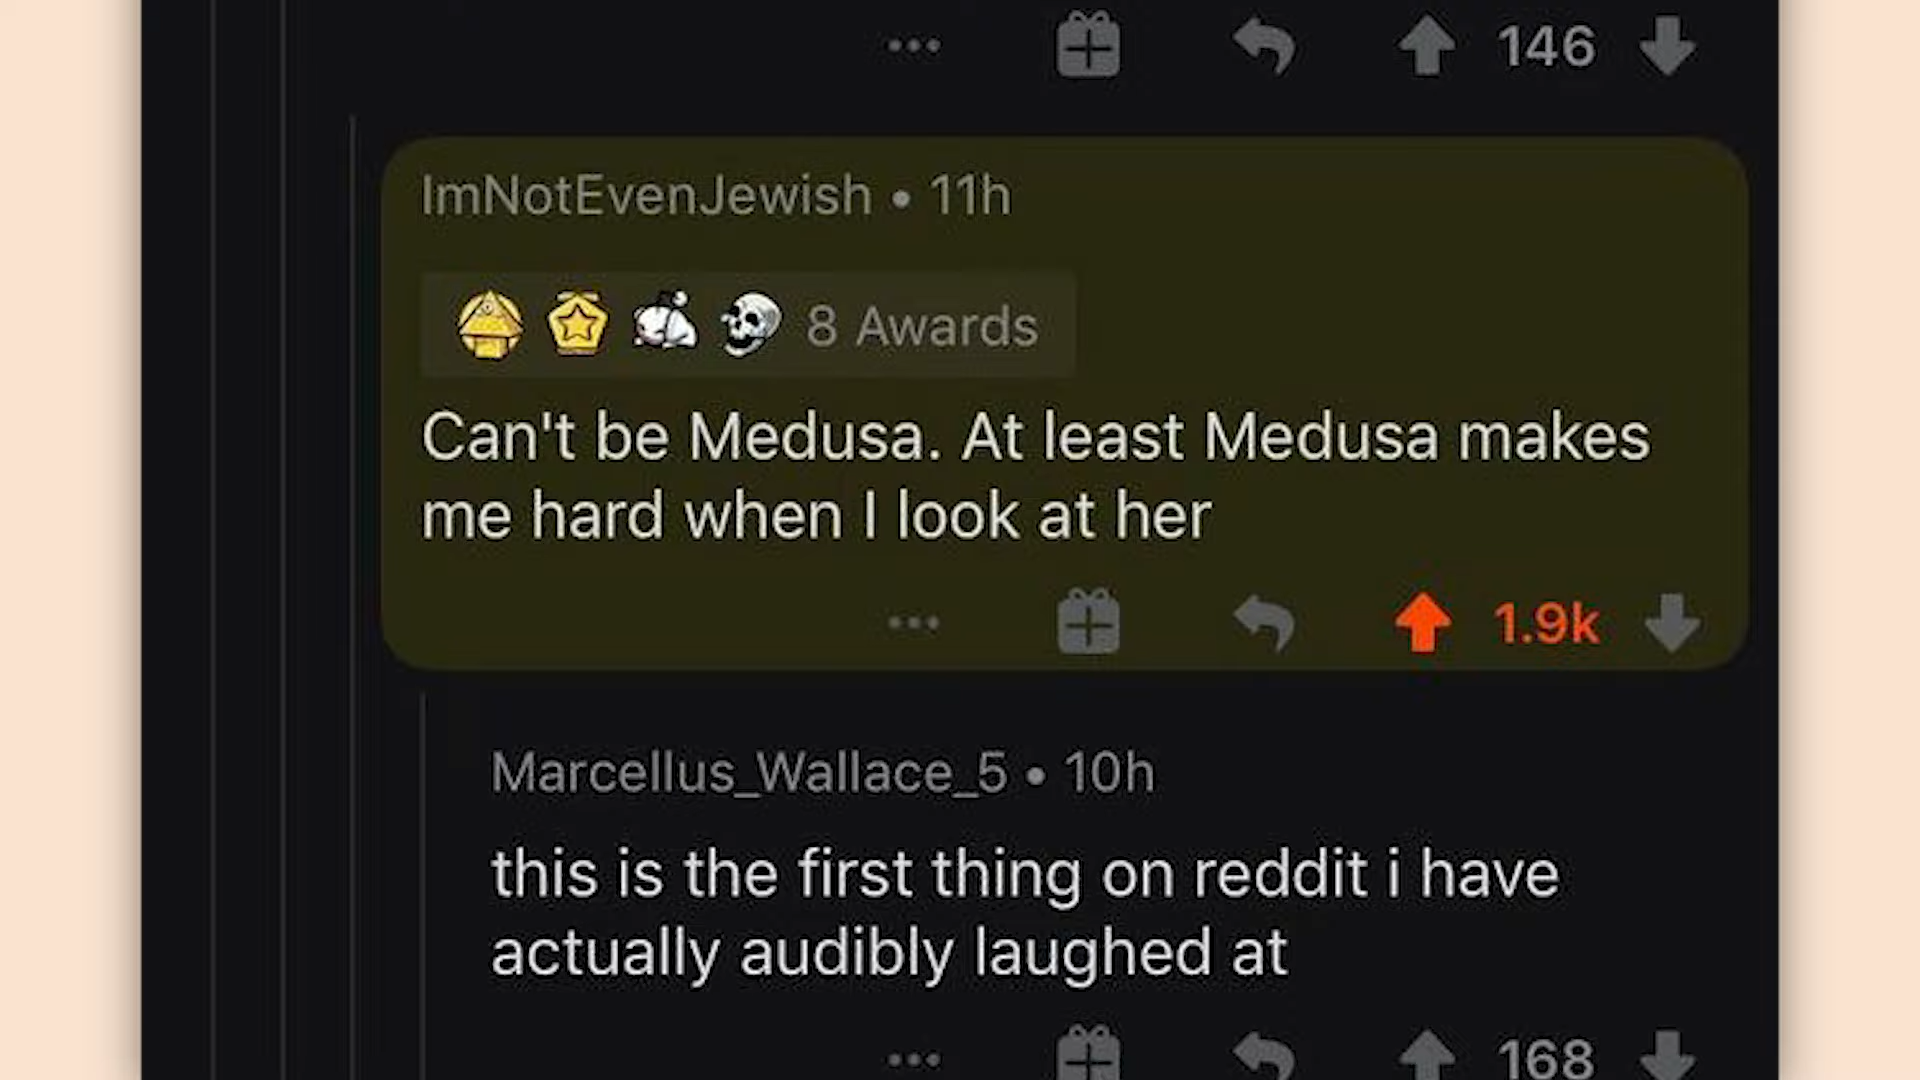 146
ImNotEvenJewish • 11h
8 Awards
Can't be Medusa. At least Medusa makes
me hard when I look at her
1.9k
Marcellus_Wallace_5 • 10h
this is the first thing on reddit i have
actually audibly laughed at
168